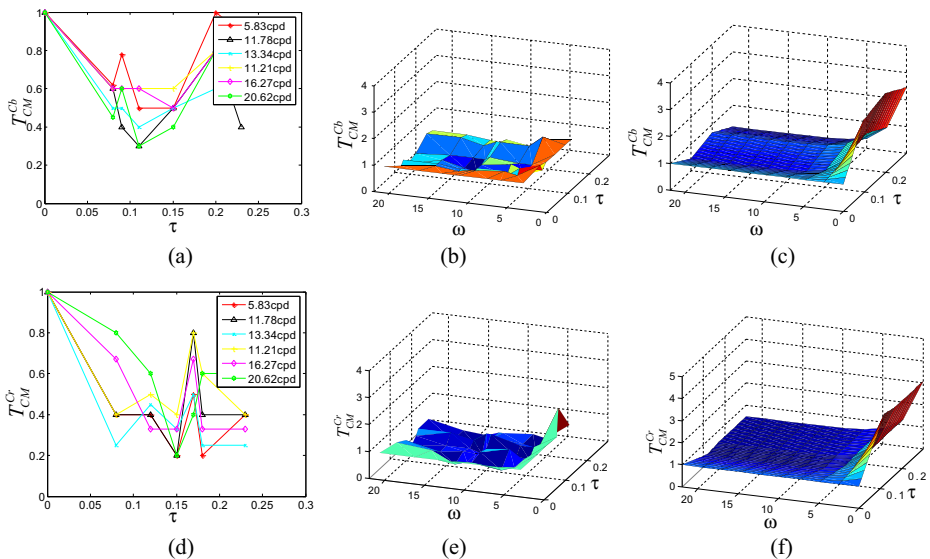 1
0.8
0.6
0.4
0.2
0
0 0.05 0.1 0.15 0.2 0.25 0.3
T_CM^Cb
τ
5.83cpd
11.78cpd
13.34cpd
11.21cpd
16.27cpd
20.62cpd
(a)
4
3
2
1
0
T_CM^Cb
20 15 10 5 0
ω
0 0.1 0.2
τ
(b)
4
3
2
1
0
T_CM^Cb
20 15 10 5 0
ω
0 0.1 0.2
τ
(c)
1
0.8
0.6
0.4
0.2
0
0 0.05 0.1 0.15 0.2 0.25 0.3
T_CM^Cr
τ
5.83cpd
11.78cpd
13.34cpd
11.21cpd
16.27cpd
20.62cpd
(d)
4
3
2
1
0
T_CM^Cr
20 15 10 5 0
ω
0 0.1 0.2
τ
(e)
5
4
3
2
1
0
T_CM^Cr
20 15 10 5 0
ω
0 0.1 0.2
τ
(f)